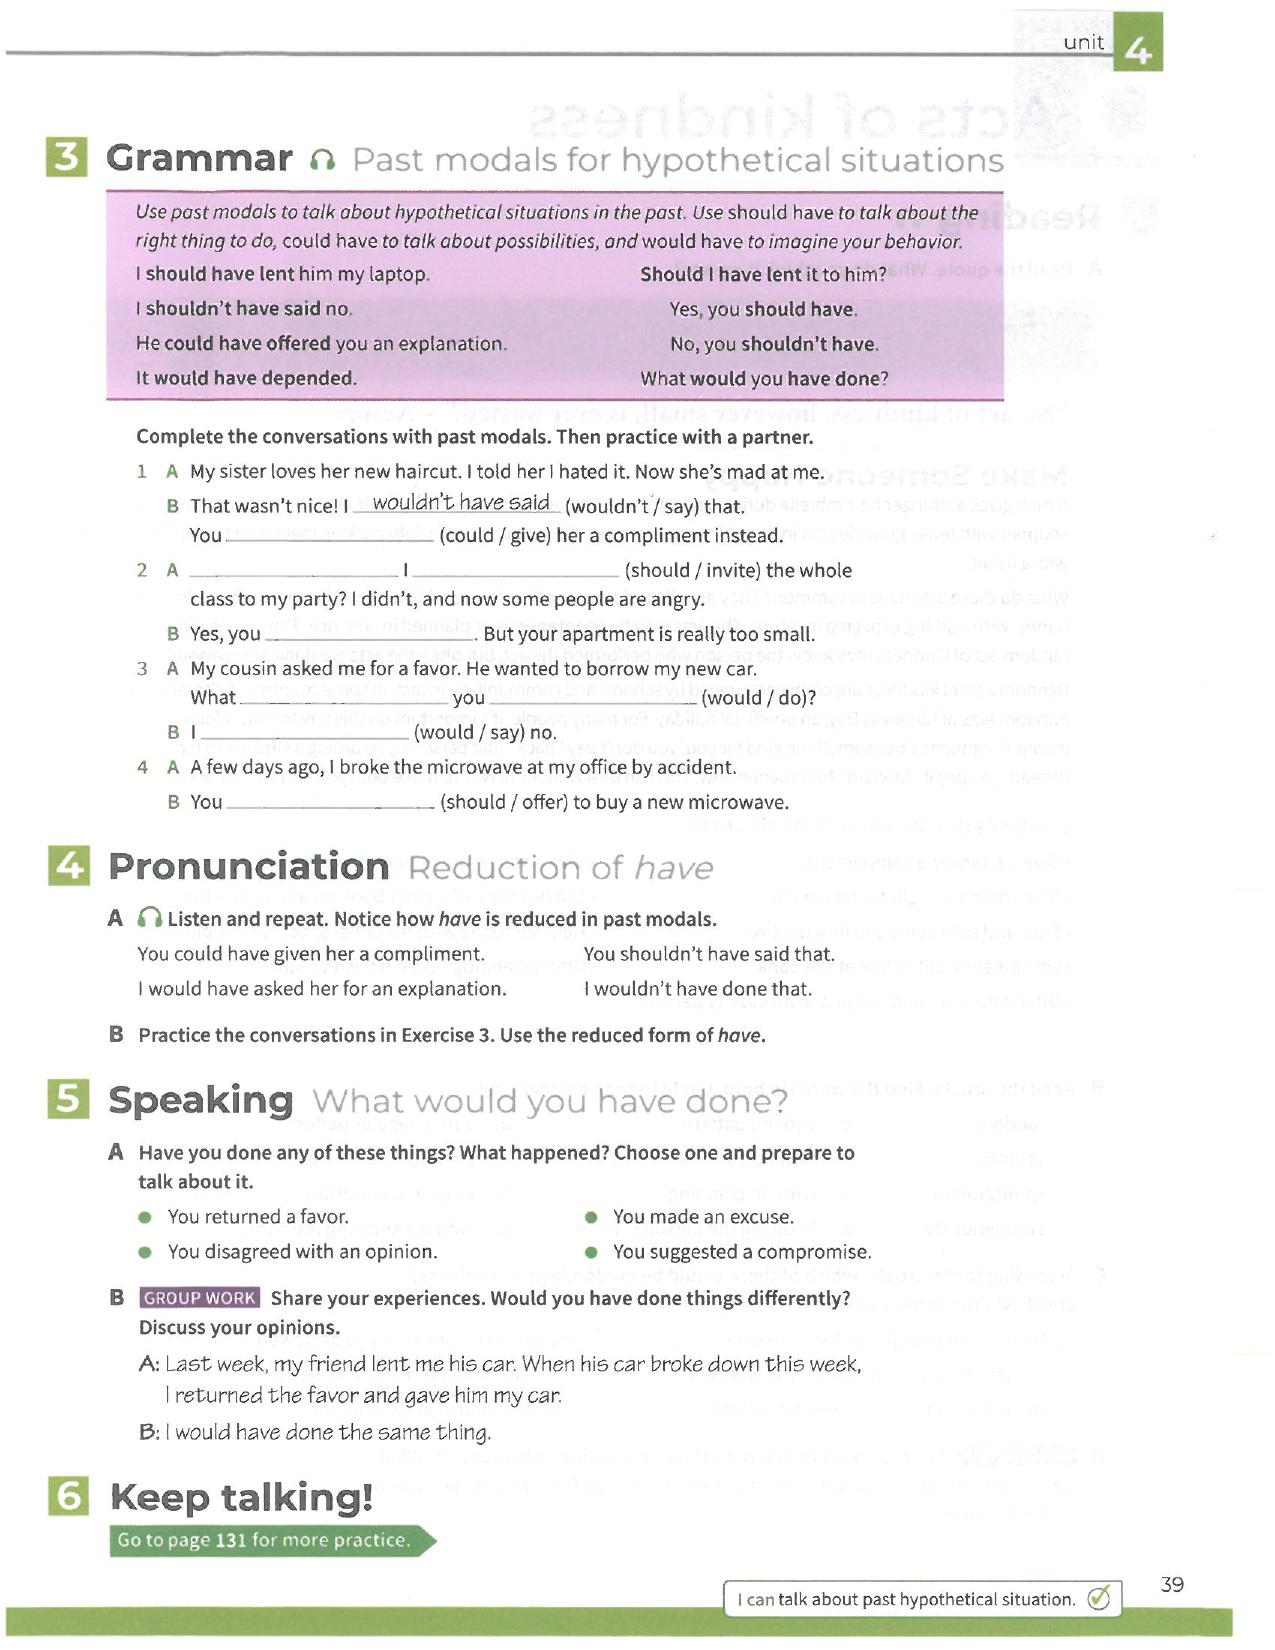 unit 4
3 Grammar Past modals for hypothetical situations
Use past modals to talk about hypothetical situations in the past. Use should have to talk about the
right thing to do, could have to talk about possibilities, and would have to imagine your behavior.
I should have lent him my laptop. Should I have lent it to him?
I shouldn't have said no. Yes, you should have.
He could have offered you an explanation. No, you shouldn't have.
It would have depended. What would you have done?
Complete the conversations with past modals. Then practice with a partner.
1 A My sister loves her new haircut. I told her I hated it. Now she's mad at me.
B That wasn't nice! I wouldn't have said (wouldn't / say) that.
You ____________ (could / give) her a compliment instead.
2 A ____________ I ____________ (should / invite) the whole
class to my party? I didn't, and now some people are angry.
B Yes, you ____________. But your apartment is really too small.
3 A My cousin asked me for a favor. He wanted to borrow my new car.
What ____________ you ____________ (would / do)?
B I ____________ (would / say) no.
4 A A few days ago, I broke the microwave at my office by accident.
B You ____________ (should / offer) to buy a new microwave.
4 Pronunciation Reduction of have
A Listen and repeat. Notice how have is reduced in past modals.
You could have given her a compliment. You shouldn't have said that.
I would have asked her for an explanation. I wouldn't have done that.
B Practice the conversations in Exercise 3. Use the reduced form of have.
5 Speaking What would you have done?
A Have you done any of these things? What happened? Choose one and prepare to
talk about it.
• You returned a favor. • You made an excuse.
• You disagreed with an opinion. • You suggested a compromise.
B GROUP WORK Share your experiences. Would you have done things differently?
Discuss your opinions.
A: Last week, my friend lent me his car. When his car broke down this week,
I returned the favor and gave him my car.
B: I would have done the same thing.
6 Keep talking!
Go to page 131 for more practice.
39
I can talk about past hypothetical situation.